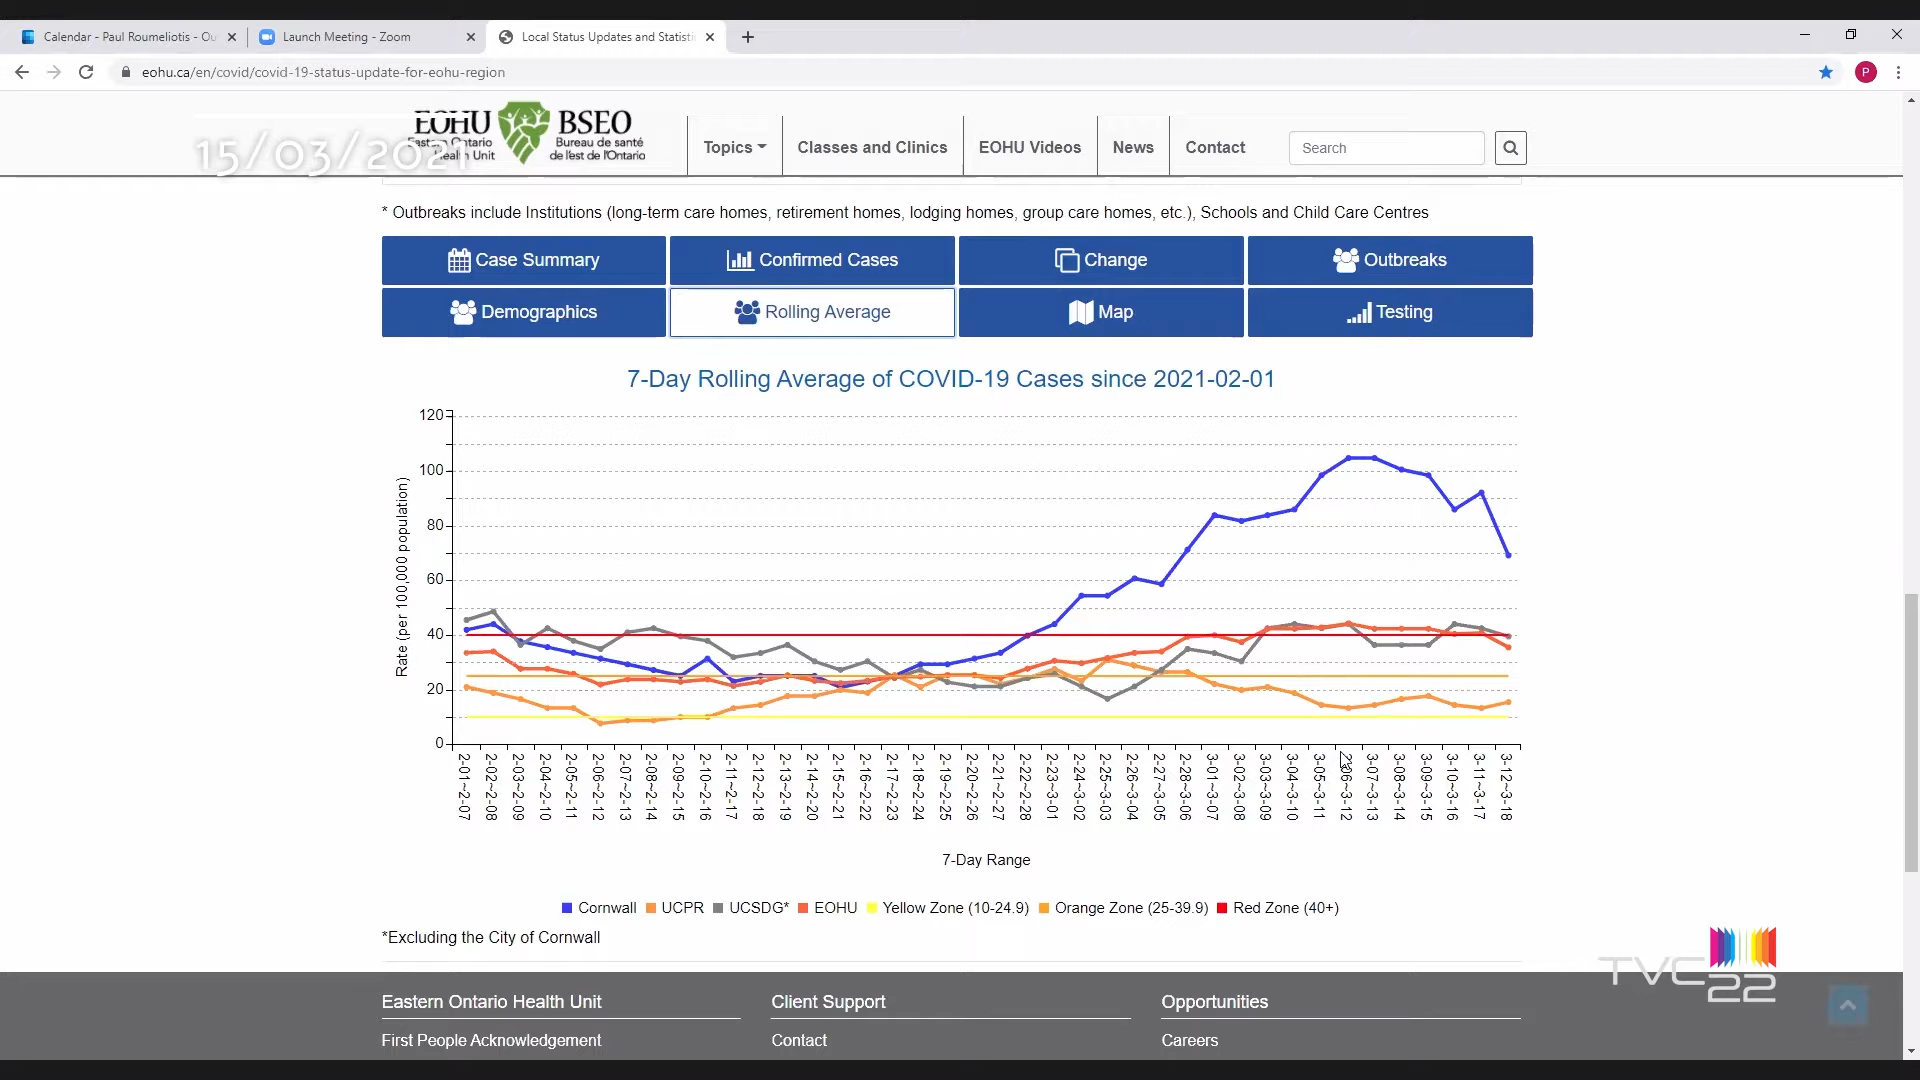 Calendar - Paul Roumeliotis - Ou
Launch Meeting - Zoom
Local Status Updates and Statisti
eohu.ca/en/covid/covid-19-status-update-for-eohu-region
P
EOHU BSEO
Eastern Ontario Health Unit
Bureau de santé de l'est de l'Ontario
15/03/2021
Topics
Classes and Clinics
EOHU Videos
News
Contact
Search
* Outbreaks include Institutions (long-term care homes, retirement homes, lodging homes, group care homes, etc.), Schools and Child Care Centres
Case Summary
Confirmed Cases
Change
Outbreaks
Demographics
Rolling Average
Map
Testing
7-Day Rolling Average of COVID-19 Cases since 2021-02-01
Rate (per 100,000 population)
120
100
80
60
40
20
0
2-01~2-07
2-02~2-08
2-03~2-09
2-04~2-10
2-05~2-11
2-06~2-12
2-07~2-13
2-08~2-14
2-09~2-15
2-10~2-16
2-11~2-17
2-12~2-18
2-13~2-19
2-14~2-20
2-15~2-21
2-16~2-22
2-17~2-23
2-18~2-24
2-19~2-25
2-20~2-26
2-21~2-27
2-22~2-28
2-23~3-01
2-24~3-02
2-25~3-03
2-26~3-04
2-27~3-05
2-28~3-06
3-01~3-07
3-02~3-08
3-03~3-09
3-04~3-10
3-05~3-11
3-06~3-12
3-07~3-13
3-08~3-14
3-09~3-15
3-10~3-16
3-11~3-17
3-12~3-18
7-Day Range
Cornwall UCPR UCSDG* EOHU Yellow Zone (10-24.9) Orange Zone (25-39.9) Red Zone (40+)
*Excluding the City of Cornwall
TVC22
Eastern Ontario Health Unit
Client Support
Opportunities
First People Acknowledgement
Contact
Careers